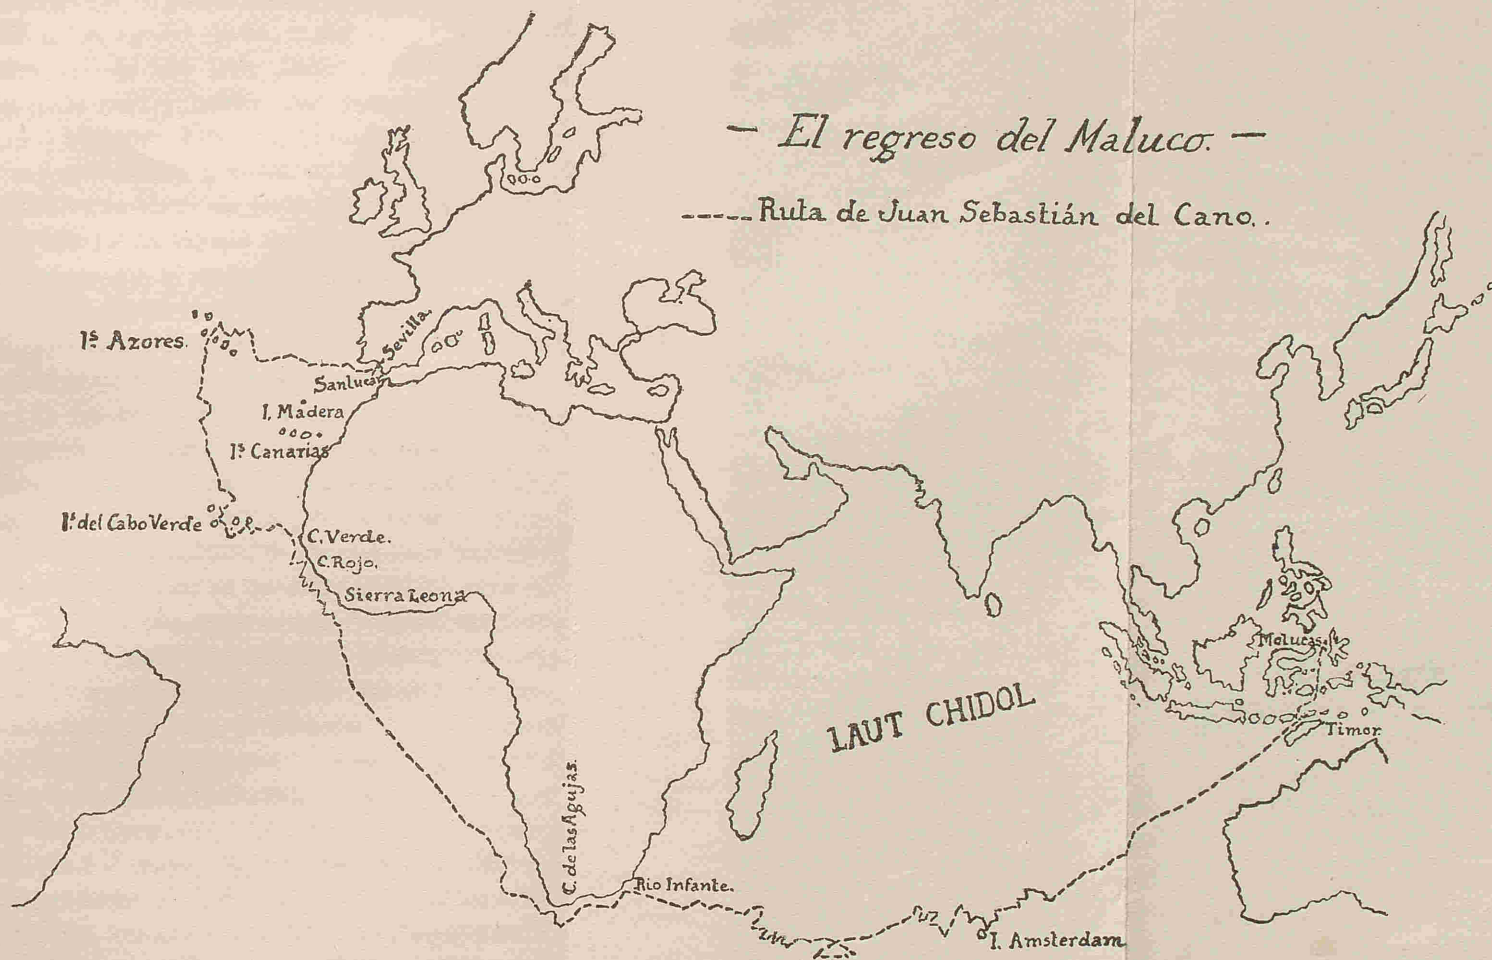 — El regreso del Maluco. —
----- Ruta de Juan Sebastián del Cano..
Iˢ. Azores.
Sevilla.
Sanlucar
I. Madera
Iˢ. Canarias
Iˢ. del Cabo Verde
C. Verde.
C. Rojo.
Sierra Leona
Molucas.
LAUT CHIDOL
Timor.
C. de las Agujas.
Rio Infante.
I. Amsterdam